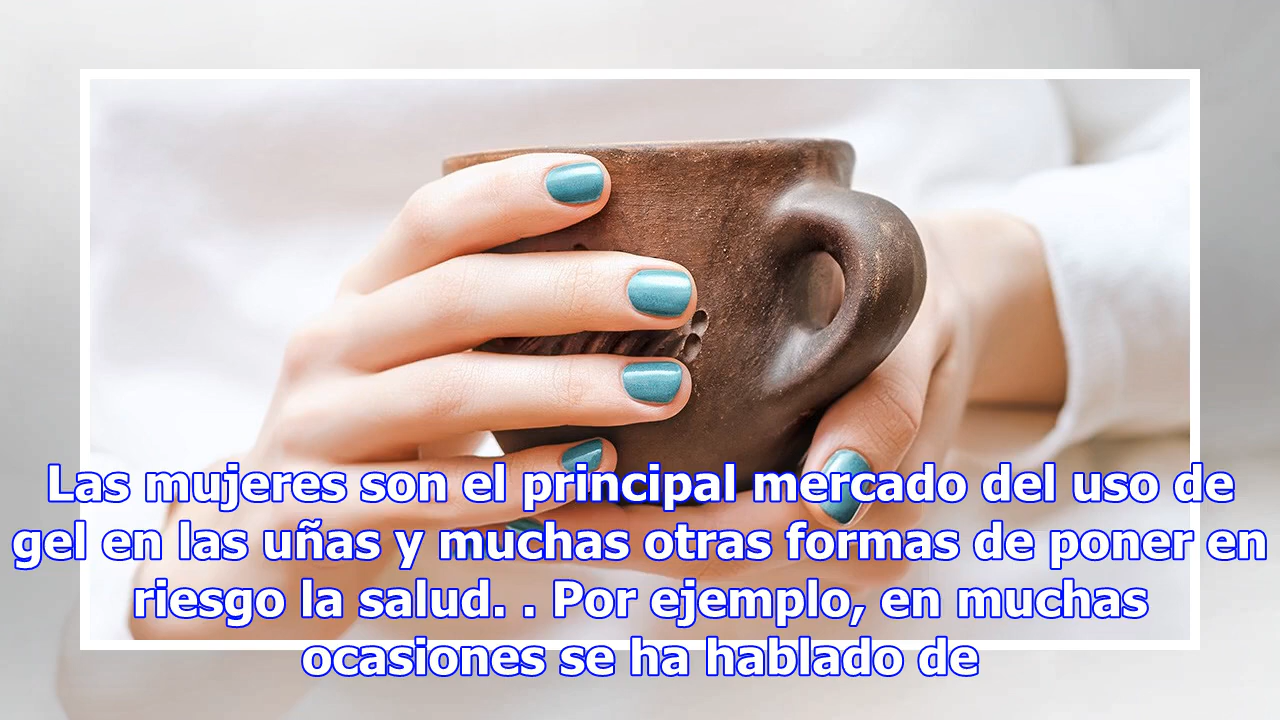 Las mujeres son el principal mercado del uso de
gel en las uñas y muchas otras formas de poner en
riesgo la salud. . Por ejemplo, en muchas
ocasiones se ha hablado de